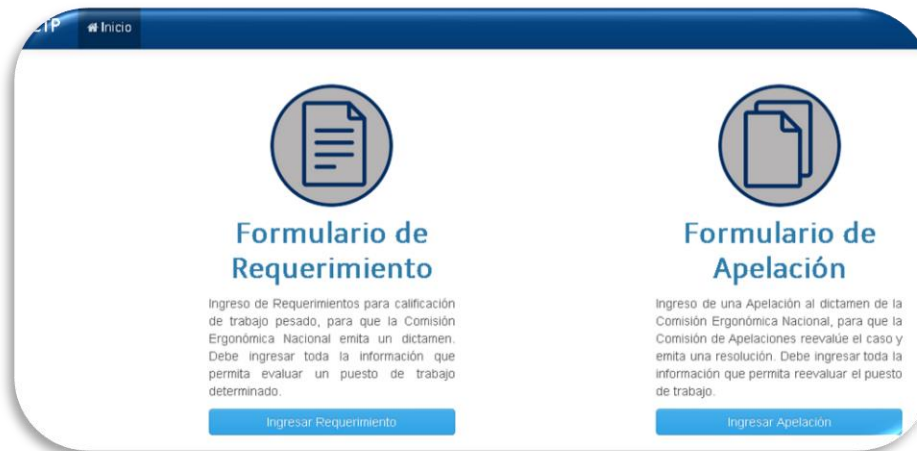 Inicio
Formulario de
Requerimiento
Ingreso de Requerimientos para calificación
de trabajo pesado, para que la Comisión
Ergonómica Nacional emita un dictamen.
Debe ingresar toda la información que
permita evaluar un puesto de trabajo
determinado.
Ingresar Requerimiento
Formulario de
Apelación
Ingreso de una Apelación al dictamen de la
Comisión Ergonómica Nacional, para que la
Comisión de Apelaciones reevalúe el caso y
emita una resolución. Debe ingresar toda la
información que permita reevaluar el puesto
de trabajo.
Ingresar Apelación